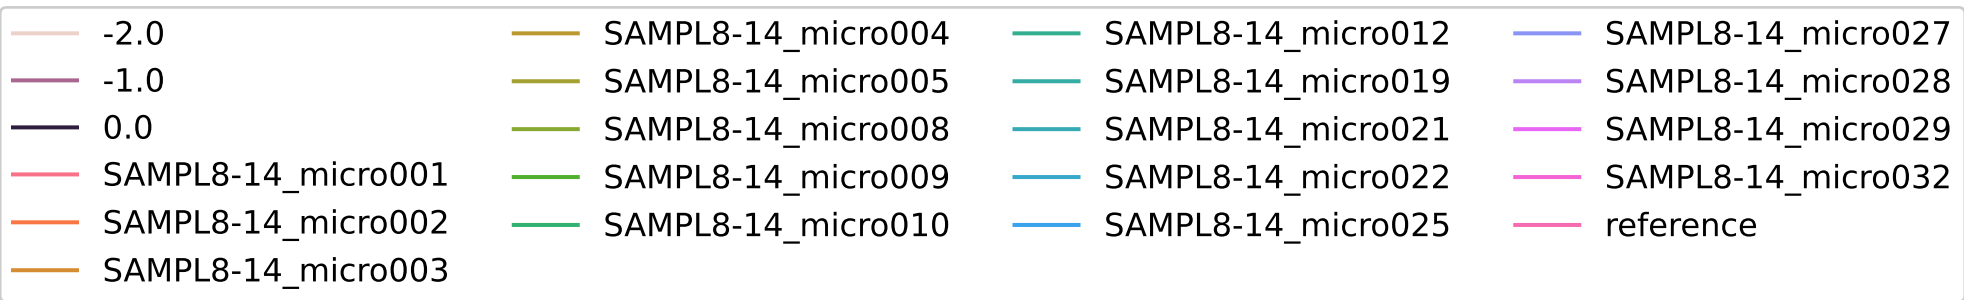 -2.0
-1.0
0.0
SAMPL8-14_micro001
SAMPL8-14_micro002
SAMPL8-14_micro003
SAMPL8-14_micro004
SAMPL8-14_micro005
SAMPL8-14_micro008
SAMPL8-14_micro009
SAMPL8-14_micro010
SAMPL8-14_micro012
SAMPL8-14_micro019
SAMPL8-14_micro021
SAMPL8-14_micro022
SAMPL8-14_micro025
SAMPL8-14_micro027
SAMPL8-14_micro028
SAMPL8-14_micro029
SAMPL8-14_micro032
reference